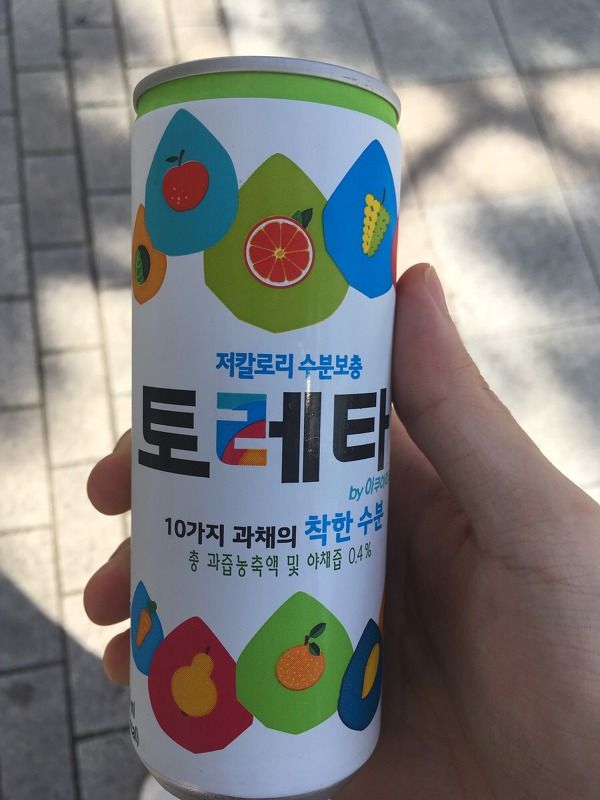 저칼로리 수분보충
토레타
by
10가지 과채의 착한 수분
총 과즙농축액 및 야채즙 0.4%